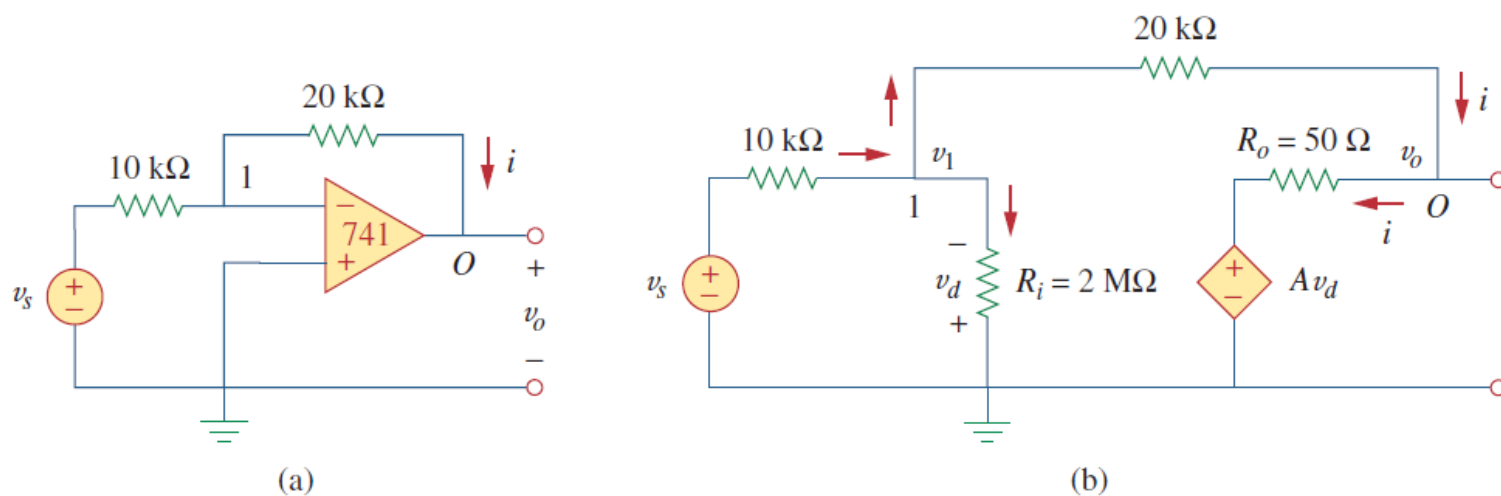 20 kΩ
i
10 kΩ
1
−
741
+
O
+
v_s
+
−
v_o
−
(a)
20 kΩ
i
10 kΩ
v_1
R_o = 50 Ω
v_o
1
O
i
−
v_s
+
−
v_d
R_i = 2 MΩ
+
+
−
Av_d
(b)